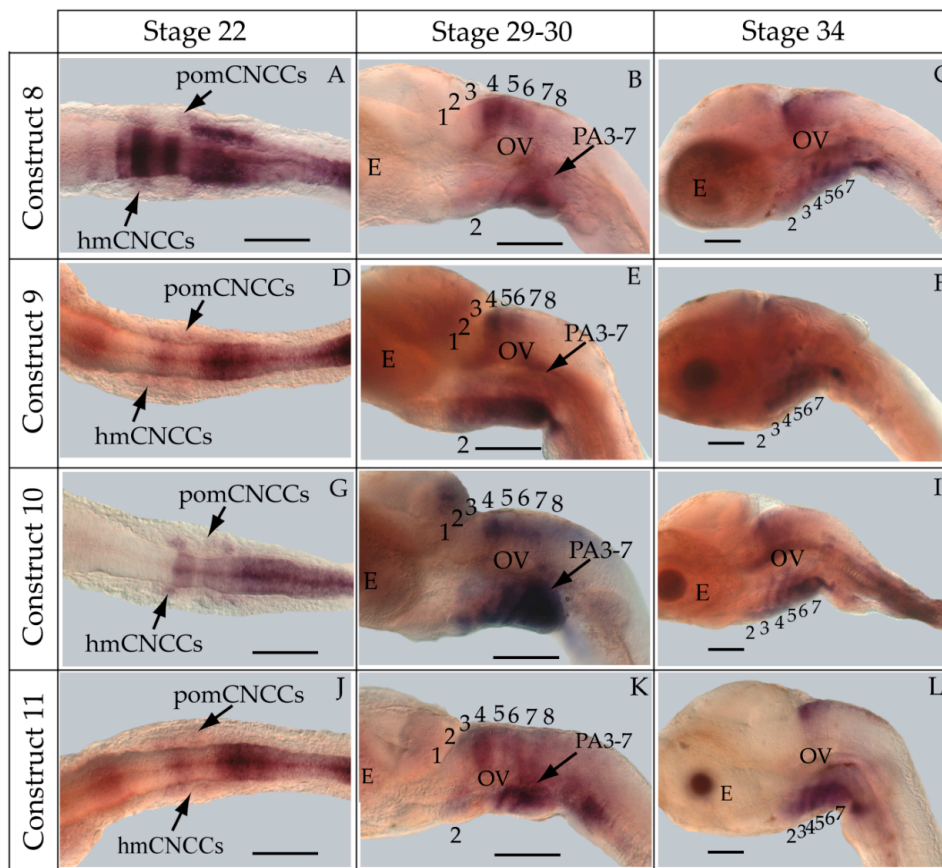 Stage 22
Stage 29-30
Stage 34
Construct 8
pomCNCCs
A
hmCNCCs
1 2 3 4 5 6 7 8
B
PA3-7
OV
E
2
C
OV
E
2 3 4 5 6 7
Construct 9
pomCNCCs
D
hmCNCCs
1 2 3 4 5 6 7 8
E
PA3-7
OV
E
2
F
2 3 4 5 6 7
Construct 10
pomCNCCs
G
hmCNCCs
1 2 3 4 5 6 7 8
H
PA3-7
OV
E
I
OV
E
2 3 4 5 6 7
Construct 11
pomCNCCs
J
hmCNCCs
1 2 3 4 5 6 7 8
K
PA3-7
OV
E
2
L
OV
E
2 3 4 5 6 7